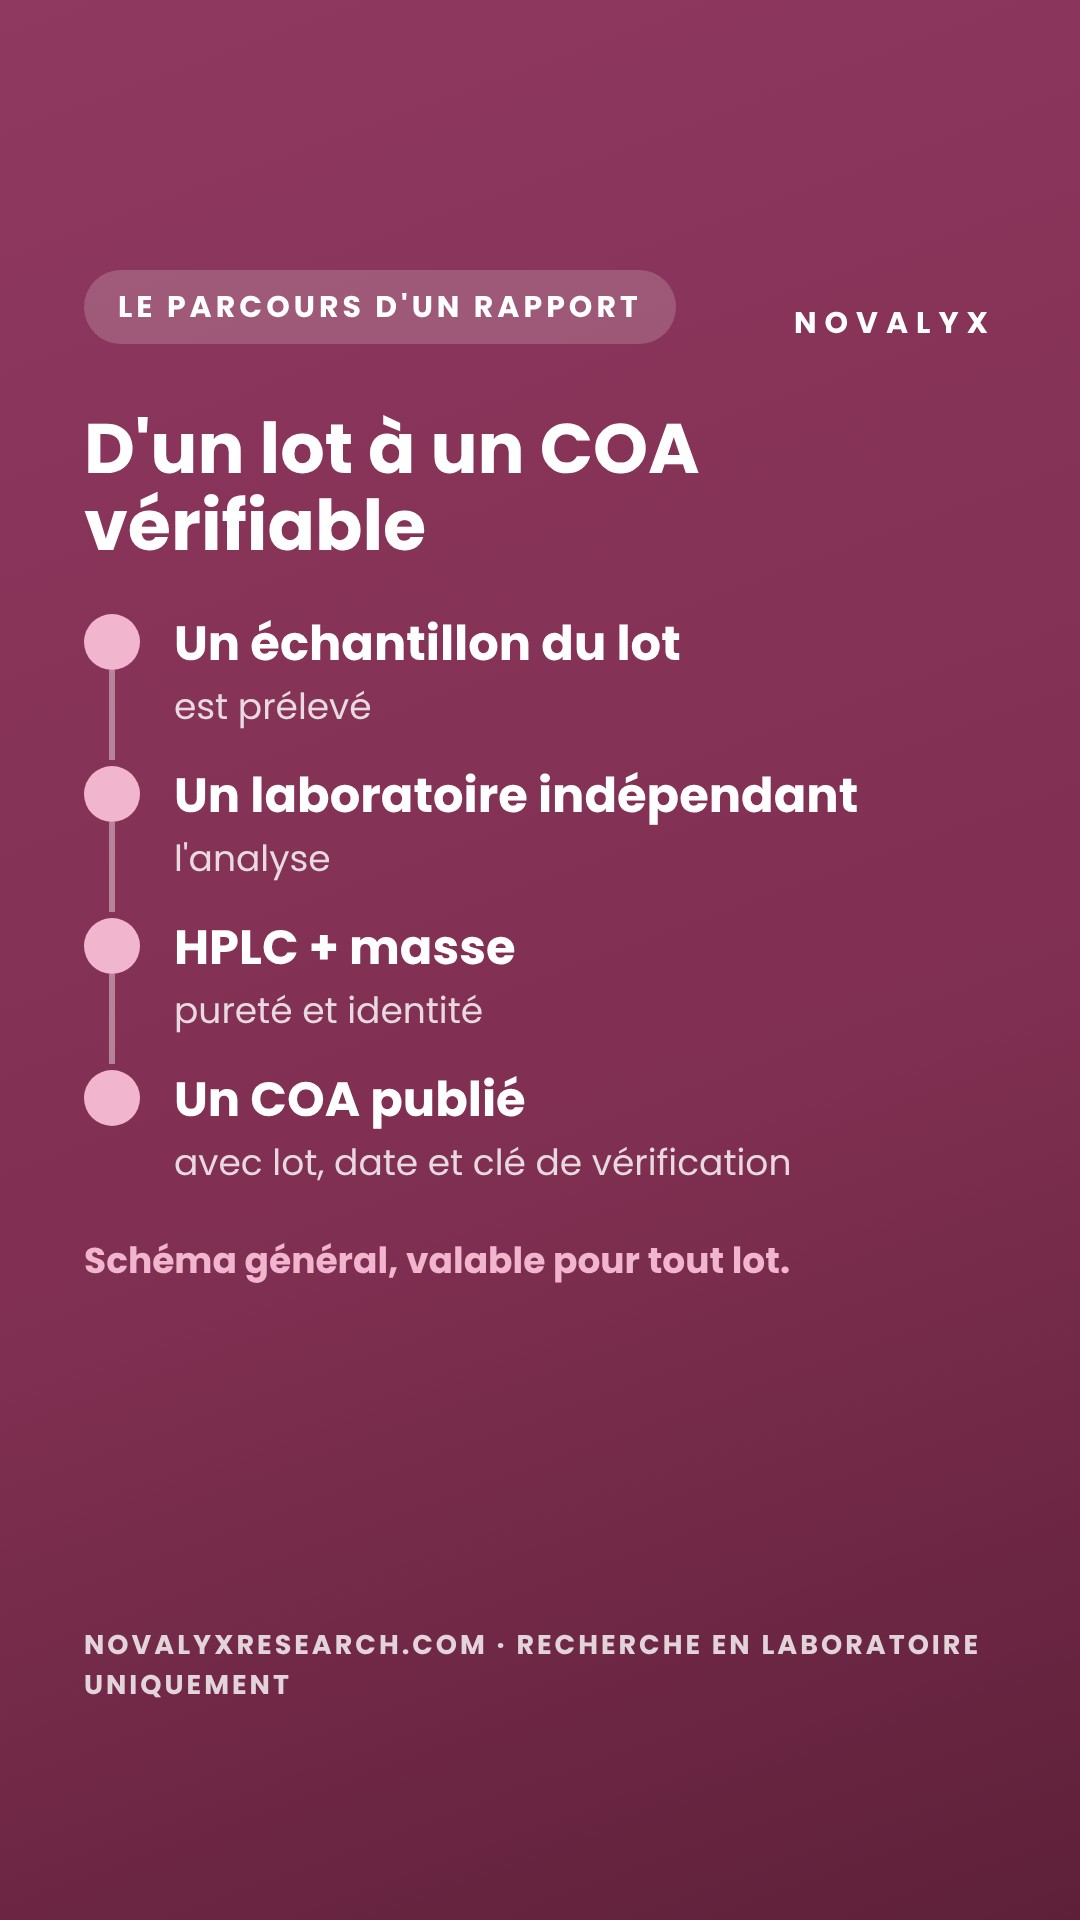 LE PARCOURS D'UN RAPPORT
NOVALYX
D'un lot à un COA
vérifiable
Un échantillon du lot
est prélevé
Un laboratoire indépendant
l'analyse
HPLC + masse
pureté et identité
Un COA publié
avec lot, date et clé de vérification
Schéma général, valable pour tout lot.
NOVALYXRESEARCH.COM · RECHERCHE EN LABORATOIRE
UNIQUEMENT